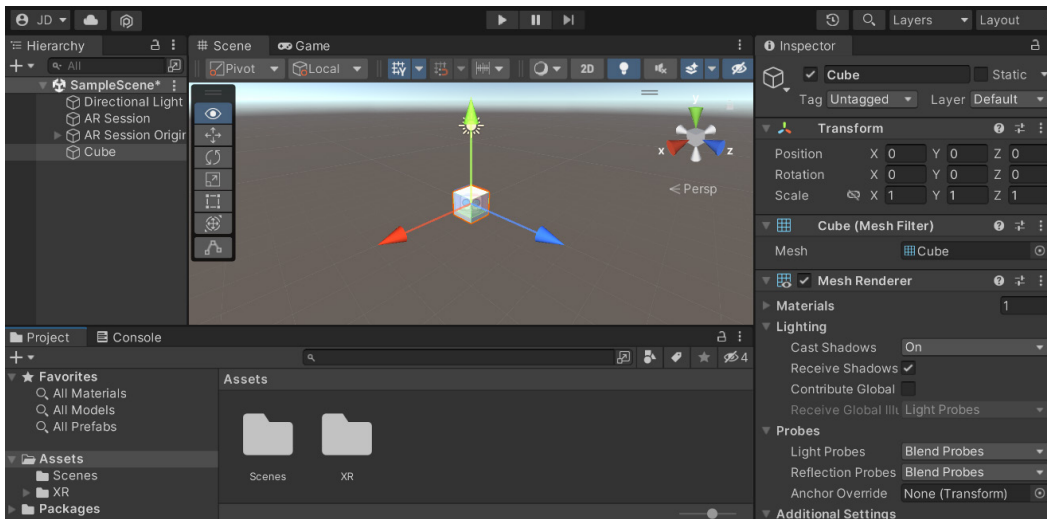 JD Layers Layout
Hierarchy # Scene Game Inspector
All Pivot Local 2D Cube Static
SampleScene* Tag Untagged Layer Default
Directional Light
AR Session
AR Session Origin
Cube
y
x z
Persp
Transform
Position X 0 Y 0 Z 0
Rotation X 0 Y 0 Z 0
Scale X 1 Y 1 Z 1
Cube (Mesh Filter)
Mesh Cube
Mesh Renderer
Materials 1
Lighting
Cast Shadows On
Receive Shadows
Contribute Global
Receive Global Illu Light Probes
Probes
Light Probes Blend Probes
Reflection Probes Blend Probes
Anchor Override None (Transform)
Additional Settings
Project Console
4
Favorites
All Materials
All Models
All Prefabs
Assets
Scenes
XR
Packages
Assets
Scenes XR